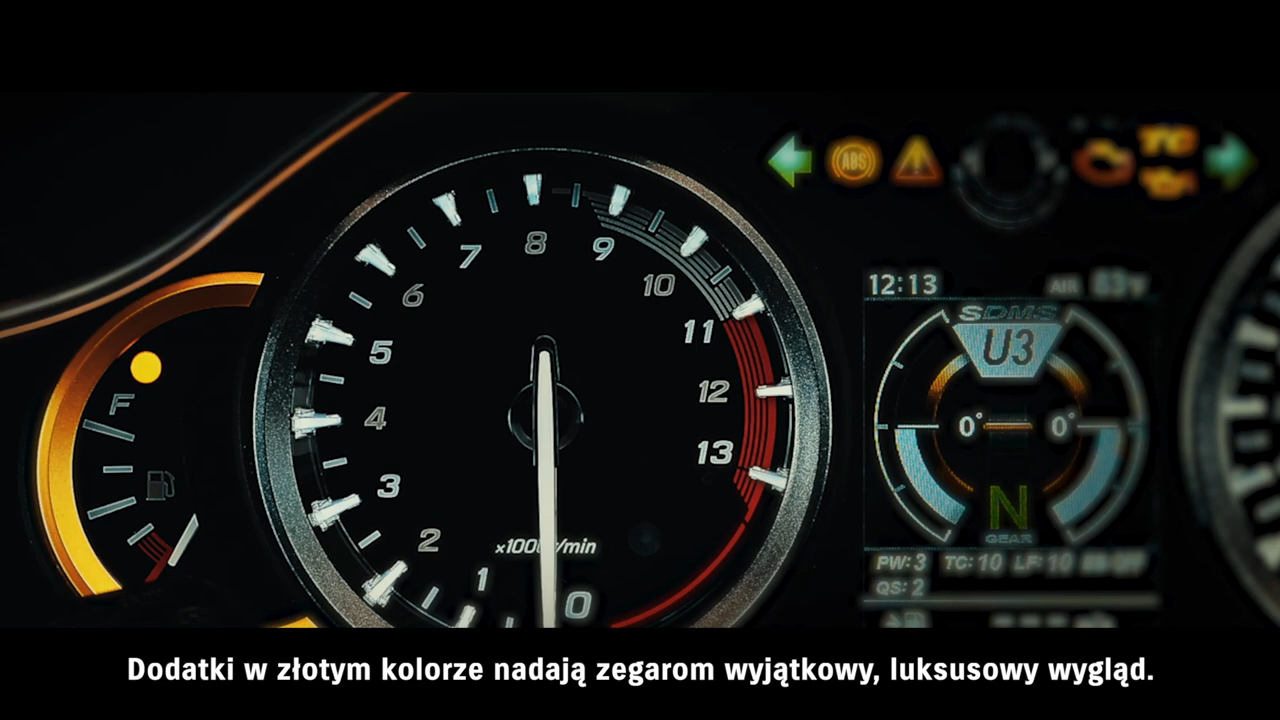 7
8
9
6
10
5
11
4
12
3
13
2
x1000r/min
1
0
F
ABS
TC
12:13
AIR
SDMS
U3
0° 0°
N
GEAR
PW:3 TC:10 LF:10
QS:2
Dodatki w złotym kolorze nadają zegarom wyjątkowy, luksusowy wygląd.